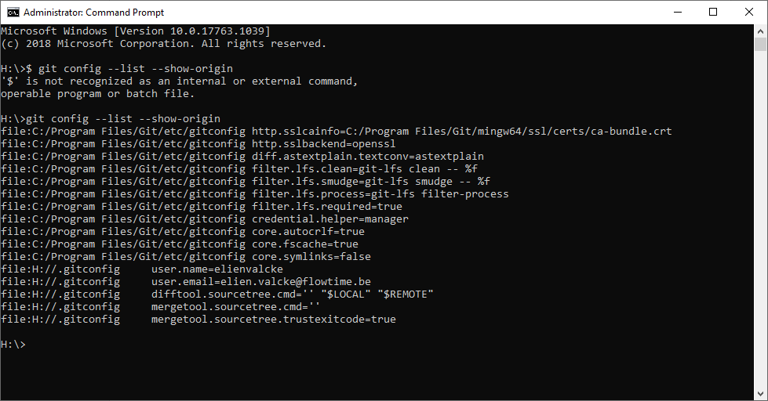 Administrator: Command Prompt
Microsoft Windows [Version 10.0.17763.1039]
(c) 2018 Microsoft Corporation. All rights reserved.
H:\>$ git config --list --show-origin
'$' is not recognized as an internal or external command,
operable program or batch file.
H:\>git config --list --show-origin
file:C:/Program Files/Git/etc/gitconfig http.sslcainfo=C:/Program Files/Git/mingw64/ssl/certs/ca-bundle.crt
file:C:/Program Files/Git/etc/gitconfig http.sslbackend=openssl
file:C:/Program Files/Git/etc/gitconfig diff.astextplain.textconv=astextplain
file:C:/Program Files/Git/etc/gitconfig filter.lfs.clean=git-lfs clean -- %f
file:C:/Program Files/Git/etc/gitconfig filter.lfs.smudge=git-lfs smudge -- %f
file:C:/Program Files/Git/etc/gitconfig filter.lfs.process=git-lfs filter-process
file:C:/Program Files/Git/etc/gitconfig filter.lfs.required=true
file:C:/Program Files/Git/etc/gitconfig credential.helper=manager
file:C:/Program Files/Git/etc/gitconfig core.autocrlf=true
file:C:/Program Files/Git/etc/gitconfig core.fscache=true
file:C:/Program Files/Git/etc/gitconfig core.symlinks=false
file:H://.gitconfig     user.name=elienvalcke
file:H://.gitconfig     user.email=elien.valcke@flowtime.be
file:H://.gitconfig     difftool.sourcetree.cmd='' "$LOCAL" "$REMOTE"
file:H://.gitconfig     mergetool.sourcetree.cmd=''
file:H://.gitconfig     mergetool.sourcetree.trustexitcode=true
H:\>